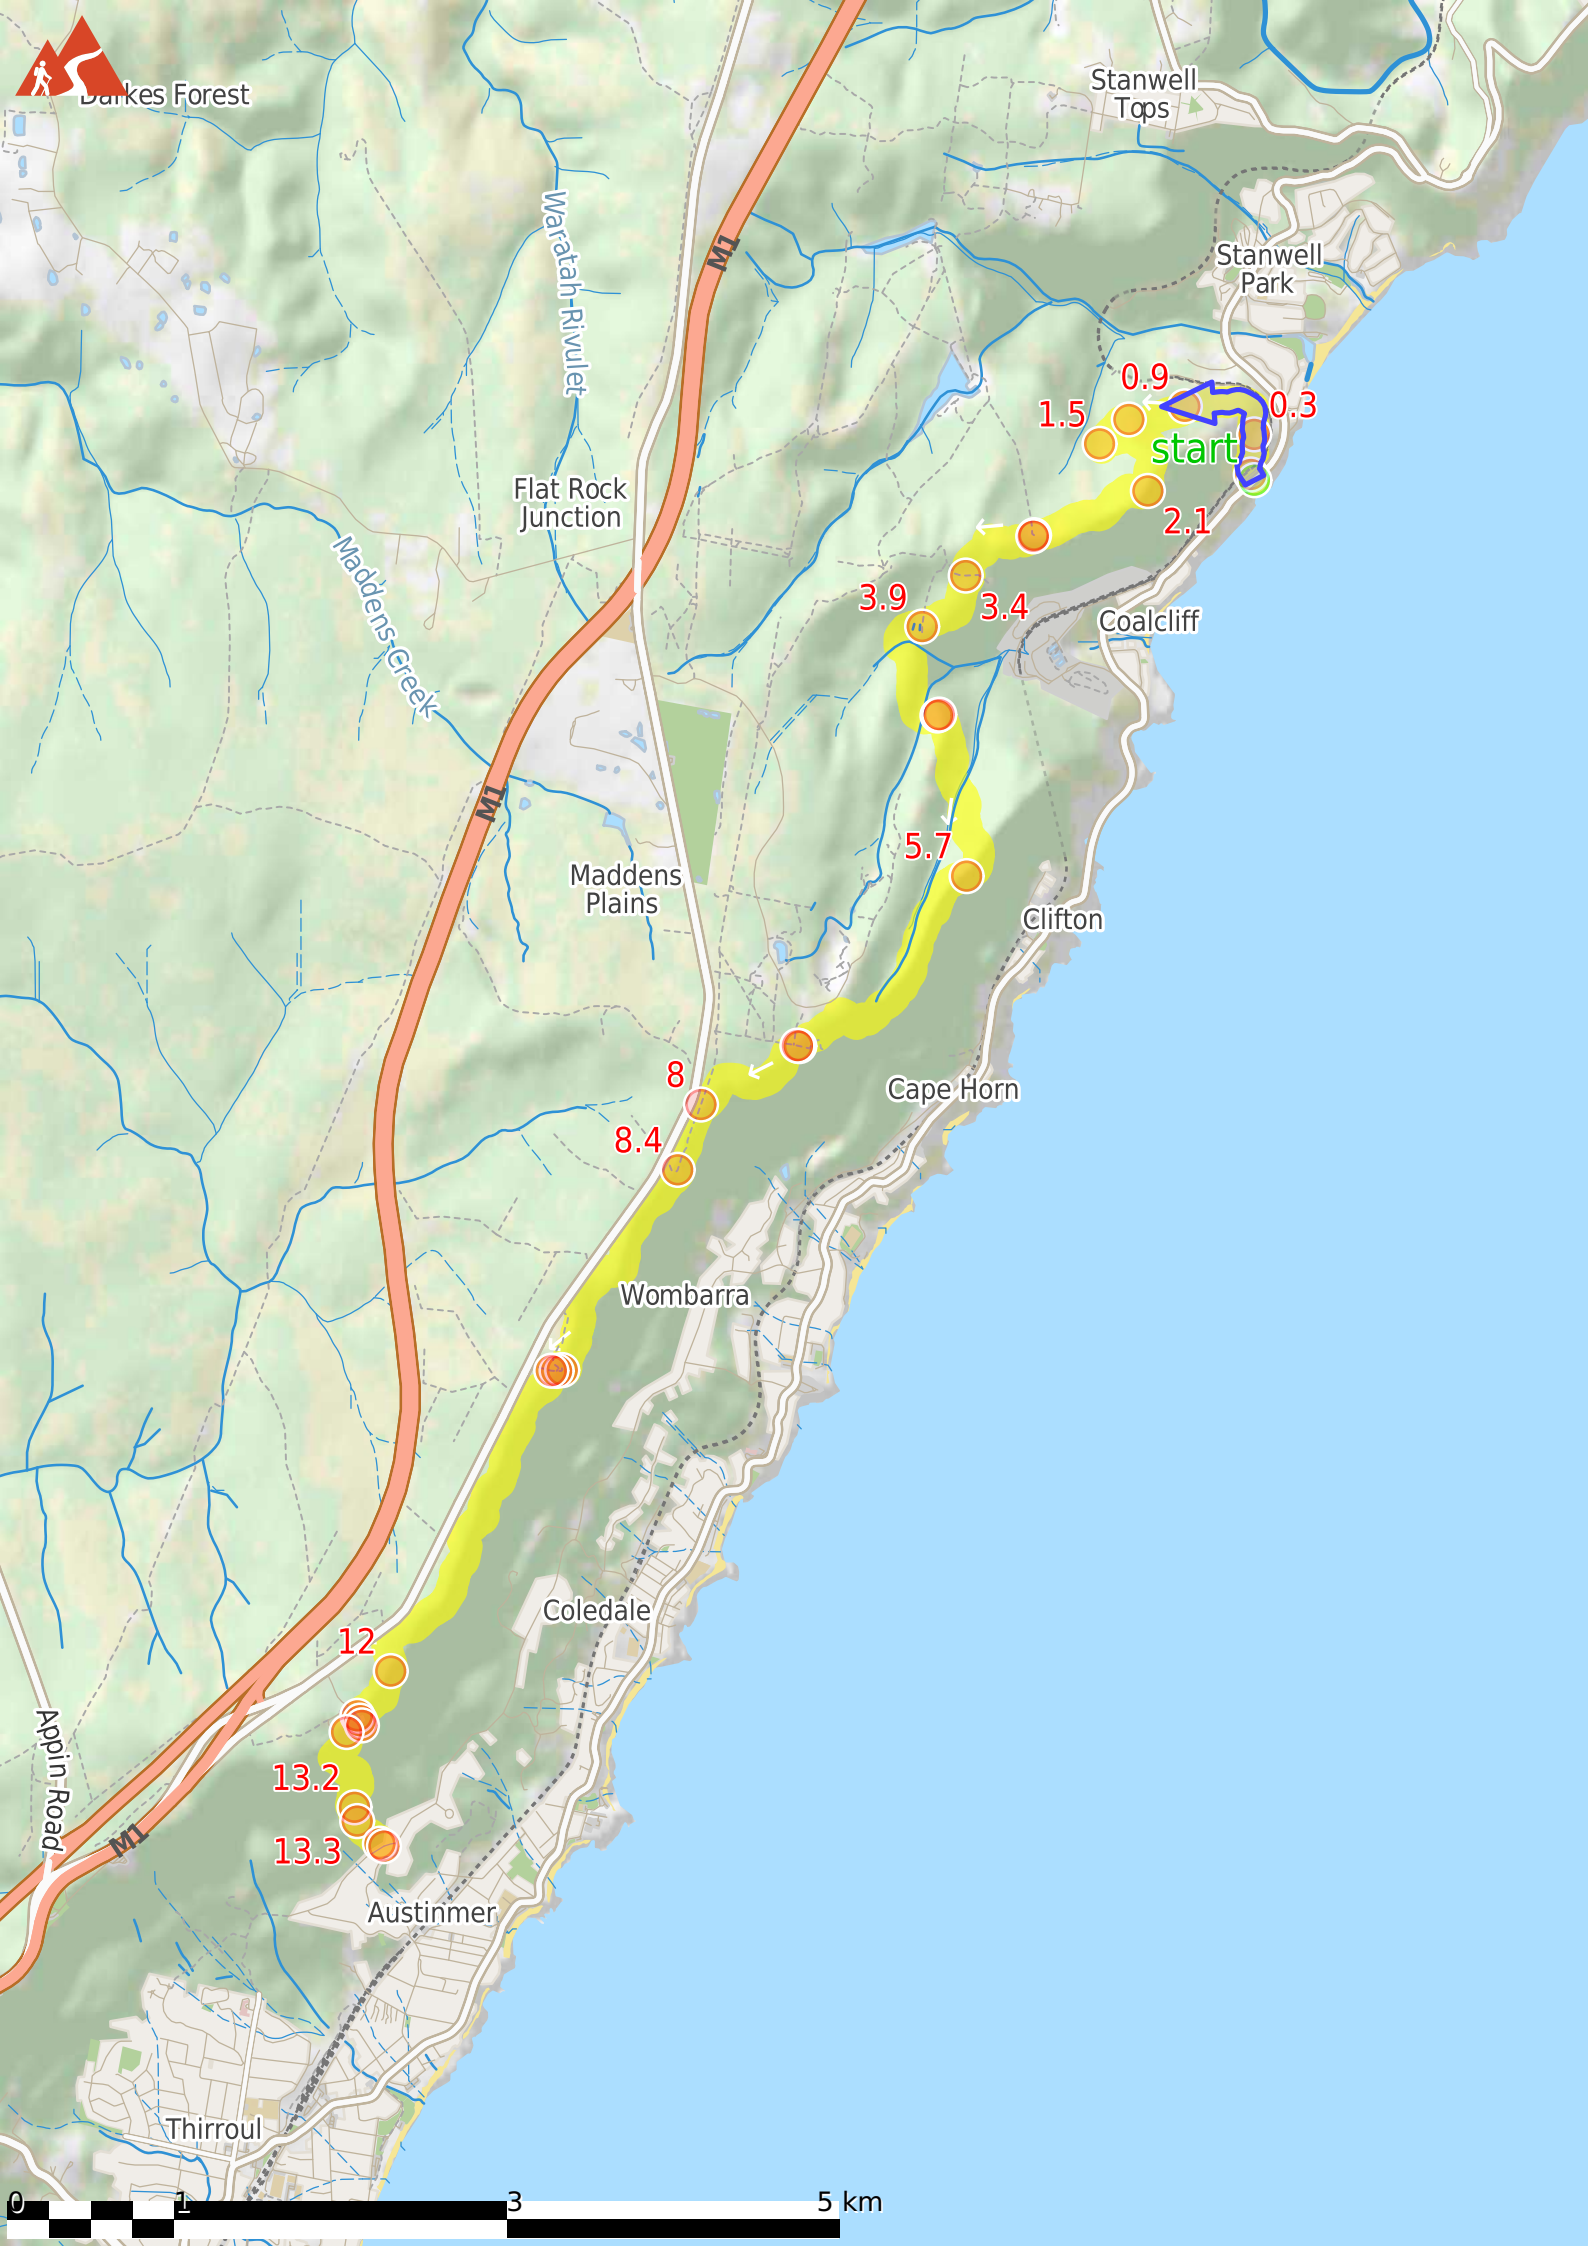 Darkes Forest
Stanwell
Tops
Waratah Rivulet
M1
Stanwell
Park
0.9
0.3
1.5
start
Flat Rock
Junction
2.1
Maddens Creek
3.9
3.4
Coalcliff
M1
5.7
Maddens
Plains
Clifton
8
Cape Horn
8.4
Wombarra
Coledale
12
Appin Road
13.2
M1
13.3
Austinmer
Thirroul
0 1 3 5 km